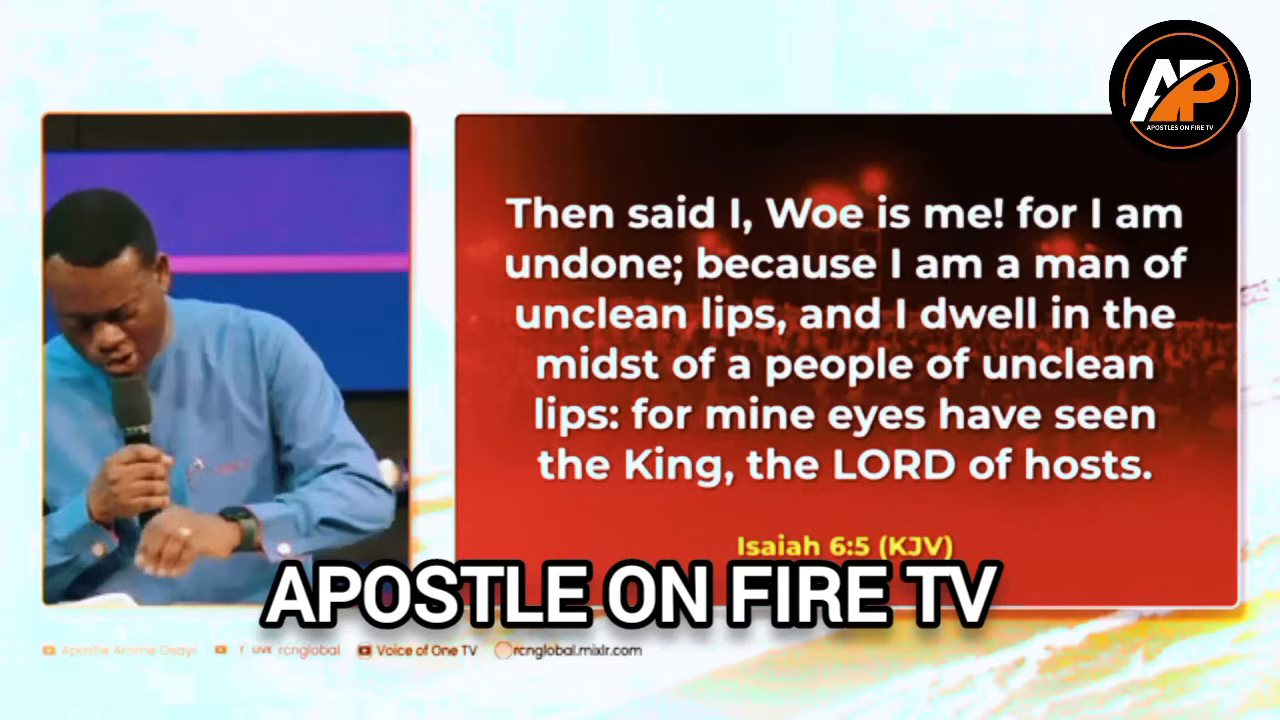 AP
APOSTLES ON FIRE TV
Then said I, Woe is me! for I am
undone; because I am a man of
unclean lips, and I dwell in the
midst of a people of unclean
lips: for mine eyes have seen
the King, the LORD of hosts.
Isaiah 6:5 (KJV)
APOSTLE ON FIRE TV
Apostle Arome Osayi
f LIVE rcnglobal
Voice of One TV
rcnglobal.mixlr.com